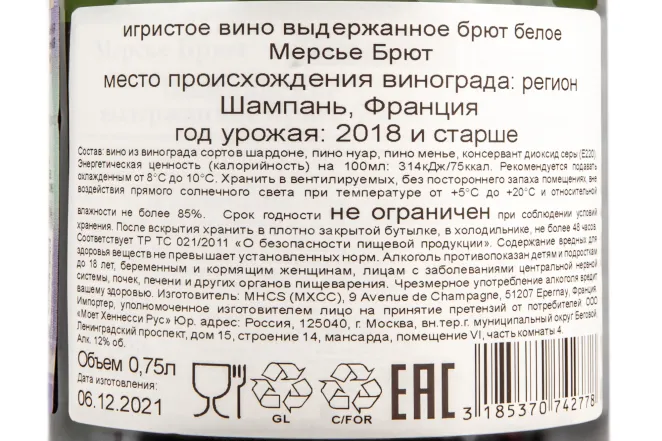 игристое вино выдержанное брют белое
Мерсье Брют
место происхождения винограда: регион
Шампань, Франция
год урожая: 2018 и старше
Состав: вино из винограда сортов шардоне, пино нуар, пино менье, консервант диоксид серы (Е220).
Энергетическая ценность (калорийность) на 100мл: 314кДж/75ккал. Рекомендуется подавать
охлажденным от 8°С до 10°С. Хранить в вентилируемых, без постороннего запаха помещениях, вне
воздействия прямого солнечного света при температуре от +5°С до +20°С и относительной
влажности не более 85%. Срок годности не ограничен при соблюдении условий
хранения. После вскрытия хранить в плотно закрытой бутылке, в холодильнике, не более 48 часов.
Соответствует ТР ТС 021/2011 «О безопасности пищевой продукции». Содержание вредных для
здоровья веществ не превышает установленных норм. Алкоголь противопоказан детям и подросткам
до 18 лет, беременным и кормящим женщинам, лицам с заболеваниями центральной нервной
системы, почек, печени и других органов пищеварения. Чрезмерное употребление алкоголя вредит
вашему здоровью. Изготовитель: MHCS (МХСС), 9 Avenue de Champagne, 51207 Epernay, Франция.
Импортер, уполномоченное изготовителем лицо на принятие претензий от потребителей ООО
«Моет Хеннесси Рус» Юр. адрес: Россия, 125040, г. Москва, вн.тер.г. муниципальный округ Беговой,
Ленинградский проспект, дом 15, строение 14, мансарда, помещение VI, часть комнаты 4.
Алк. 12% об.
Объем 0,75л
Дата изготовления:
06.12.2021
GL
C/FOR
EAC
3 185370 742778